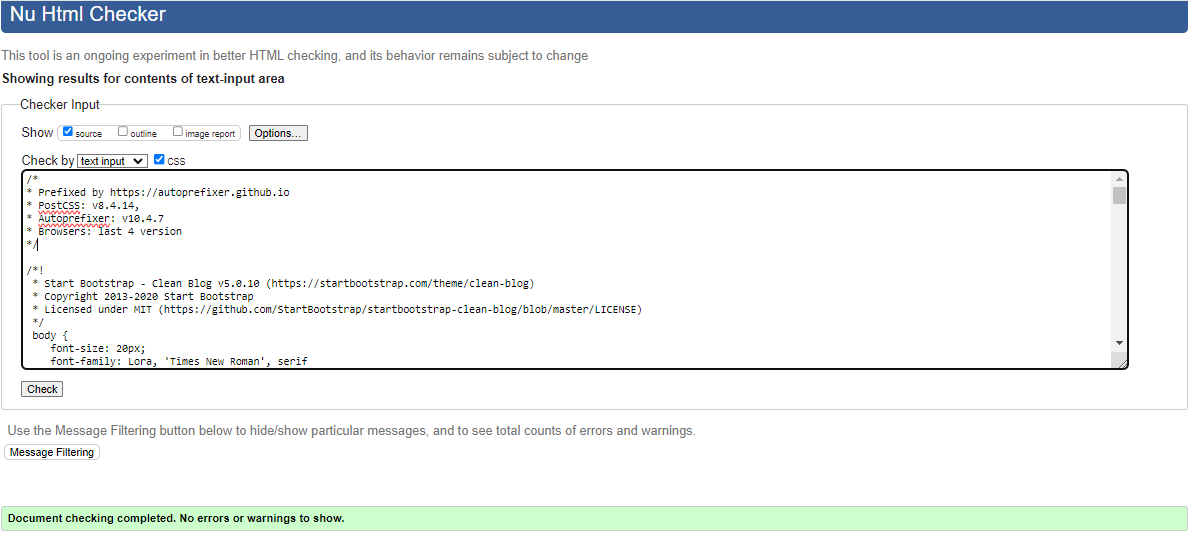 Nu Html Checker
This tool is an ongoing experiment in better HTML checking, and its behavior remains subject to change
Showing results for contents of text-input area
Checker Input
Show source outline image report Options...
Check by text input css
/*
* Prefixed by https://autoprefixer.github.io
* PostCSS: v8.4.14,
* Autoprefixer: v10.4.7
* Browsers: last 4 version
*/
/*!
* Start Bootstrap - Clean Blog v5.0.10 (https://startbootstrap.com/theme/clean-blog)
* Copyright 2013-2020 Start Bootstrap
* Licensed under MIT (https://github.com/StartBootstrap/startbootstrap-clean-blog/blob/master/LICENSE)
*/
body {
font-size: 20px;
font-family: Lora, 'Times New Roman', serif
Check
Use the Message Filtering button below to hide/show particular messages, and to see total counts of errors and warnings.
Message Filtering
Document checking completed. No errors or warnings to show.